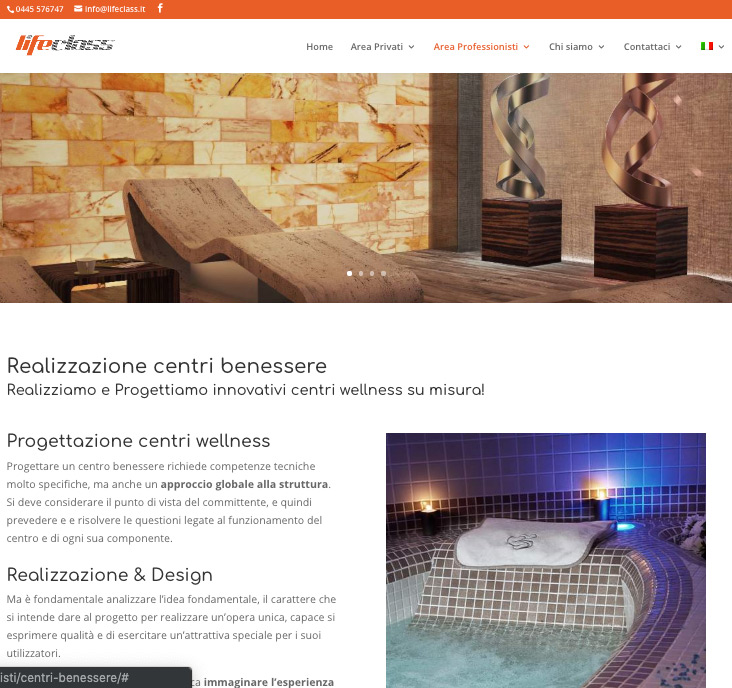 0445 576747 info@lifeclass.it
lifeclass
Home Area Privati Area Professionisti Chi siamo Contattaci
Realizzazione centri benessere
Realizziamo e Progettiamo innovativi centri wellness su misura!
Progettazione centri wellness
Progettare un centro benessere richiede competenze tecniche
molto specifiche, ma anche un approccio globale alla struttura.
Si deve considerare il punto di vista del committente, e quindi
prevedere e e risolvere le questioni legate al funzionamento del
centro e di ogni sua componente.
Realizzazione & Design
Ma è fondamentale analizzare l'idea fondamentale, il carattere che
si intende dare al progetto per realizzare un'opera unica, capace si
esprimere qualità e di esercitare un'attrattiva speciale per i suoi
utilizzatori.
isti/centri-benessere/# ca immaginare l'esperienza